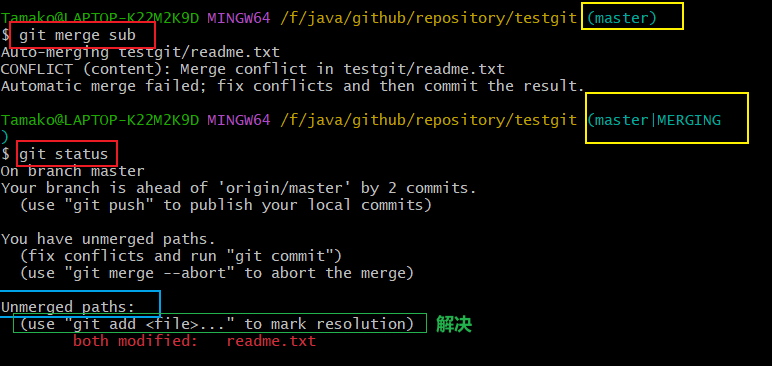 Tamako@LAPTOP-K22M2K9D MINGW64 /f/java/github/repository/testgit (master)
$ git merge sub
Auto-merging testgit/readme.txt
CONFLICT (content): Merge conflict in testgit/readme.txt
Automatic merge failed; fix conflicts and then commit the result.
Tamako@LAPTOP-K22M2K9D MINGW64 /f/java/github/repository/testgit (master|MERGING
)
$ git status
On branch master
Your branch is ahead of 'origin/master' by 2 commits.
(use "git push" to publish your local commits)
You have unmerged paths.
(fix conflicts and run "git commit")
(use "git merge --abort" to abort the merge)
Unmerged paths:
(use "git add <file>..." to mark resolution) 解决
both modified: readme.txt